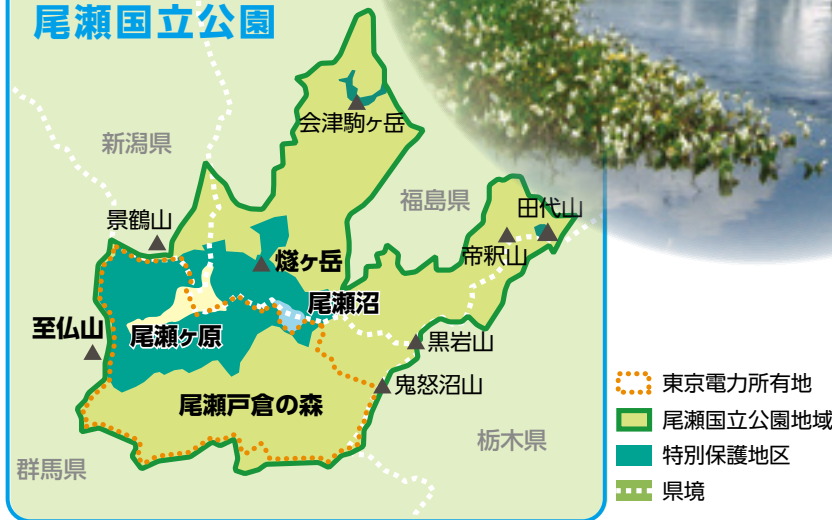 尾瀬国立公園
会津駒ヶ岳
新潟県
福島県
田代山
景鶴山
帝釈山
燧ヶ岳
尾瀬沼
至仏山
尾瀬ヶ原
黒岩山
鬼怒沼山
尾瀬戸倉の森
栃木県
群馬県
東京電力所有地
尾瀬国立公園地域
特別保護地区
県境